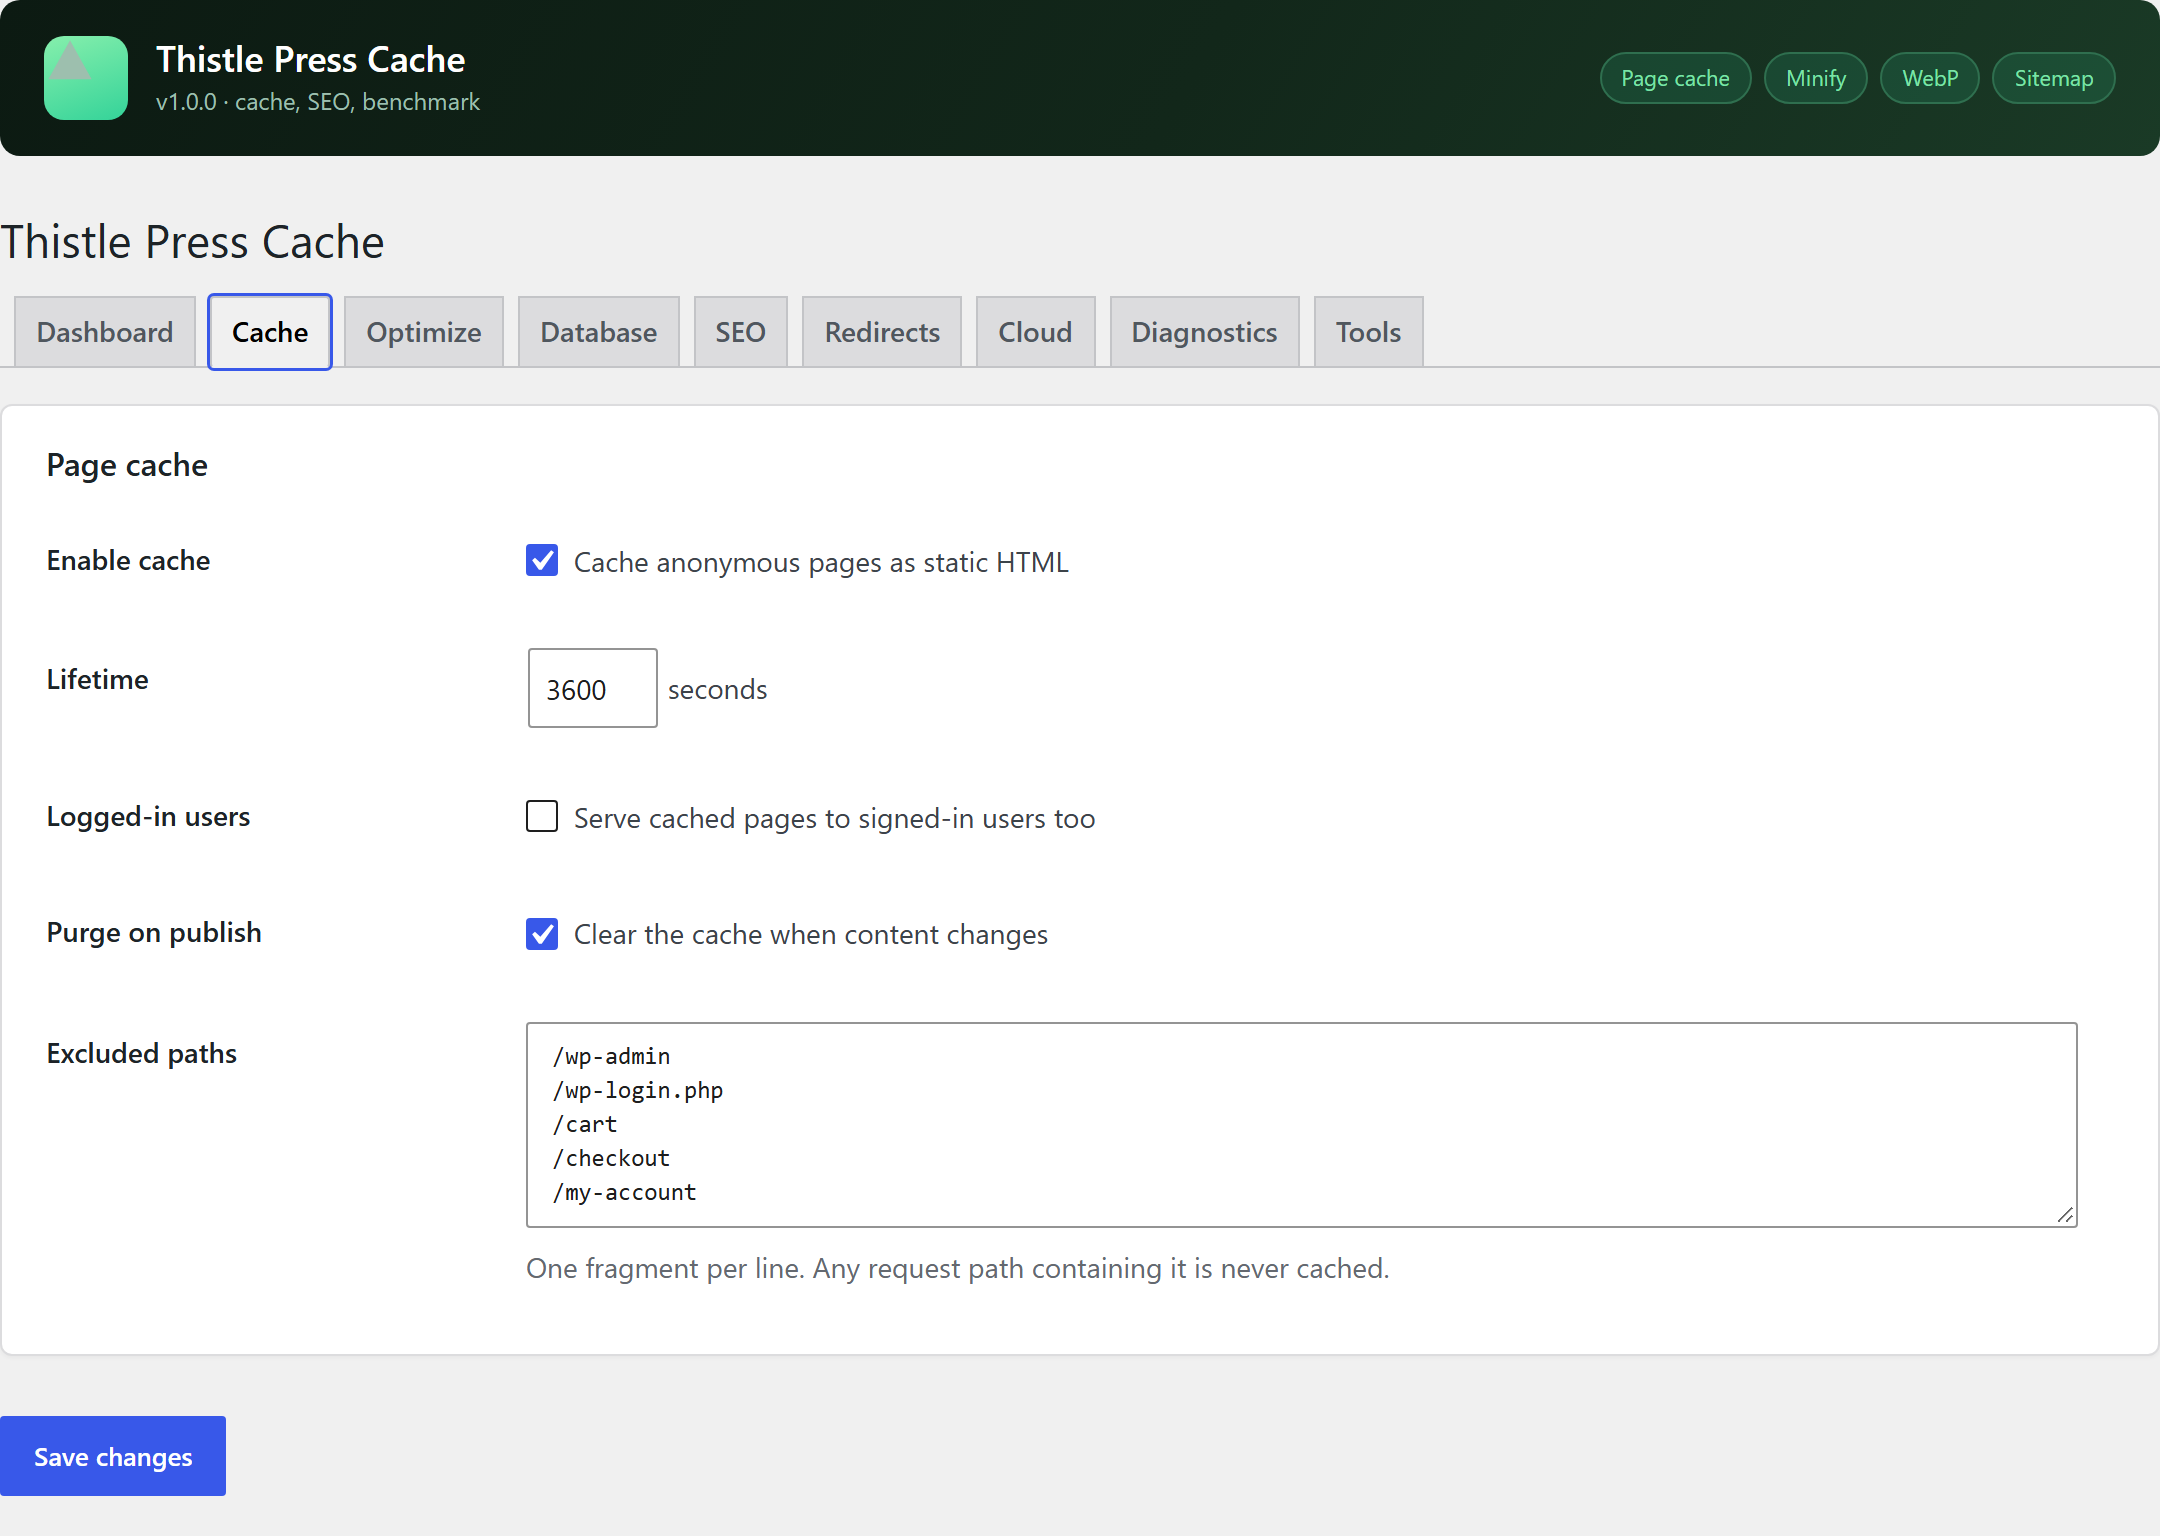 Thistle Press Cache
v1.0.0 · cache, SEO, benchmark
Page cache
Minify
WebP
Sitemap
Thistle Press Cache
Dashboard
Cache
Optimize
Database
SEO
Redirects
Cloud
Diagnostics
Tools
Page cache
Enable cache
Cache anonymous pages as static HTML
Lifetime
3600
seconds
Logged-in users
Serve cached pages to signed-in users too
Purge on publish
Clear the cache when content changes
Excluded paths
/wp-admin
/wp-login.php
/cart
/checkout
/my-account
One fragment per line. Any request path containing it is never cached.
Save changes